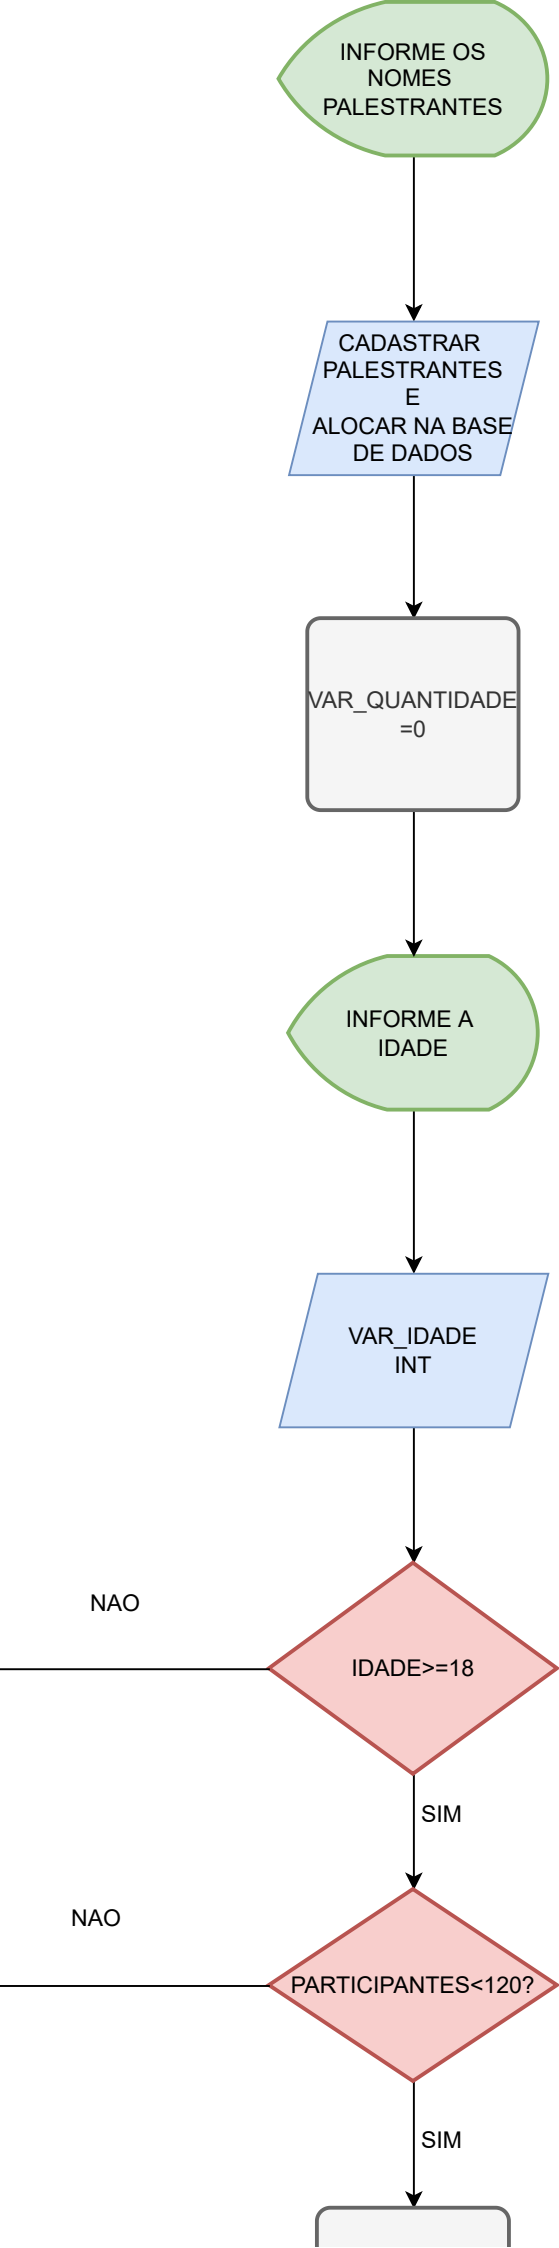 INFORME OS
NOMES
PALESTRANTES
CADASTRAR
PALESTRANTES
E
ALOCAR NA BASE
DE DADOS
VAR_QUANTIDADE
=0
INFORME A
IDADE
VAR_IDADE
INT
NAO
IDADE>=18
SIM
NAO
PARTICIPANTES<120?
SIM